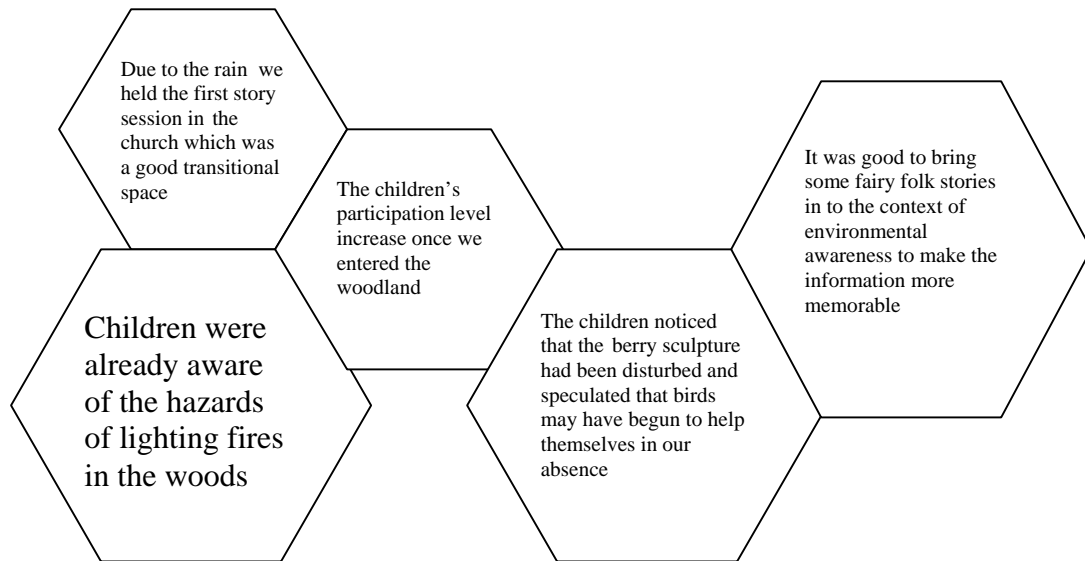 Due to the rain we
held the first story
session in the
church which was
a good transitional
space
The children’s
participation level
increase once we
entered the
woodland
It was good to bring
some fairy folk stories
in to the context of
environmental
awareness to make the
information more
memorable
Children were
already aware
of the hazards
of lighting fires
in the woods
The children noticed
that the berry sculpture
had been disturbed and
speculated that birds
may have begun to help
themselves in our
absence